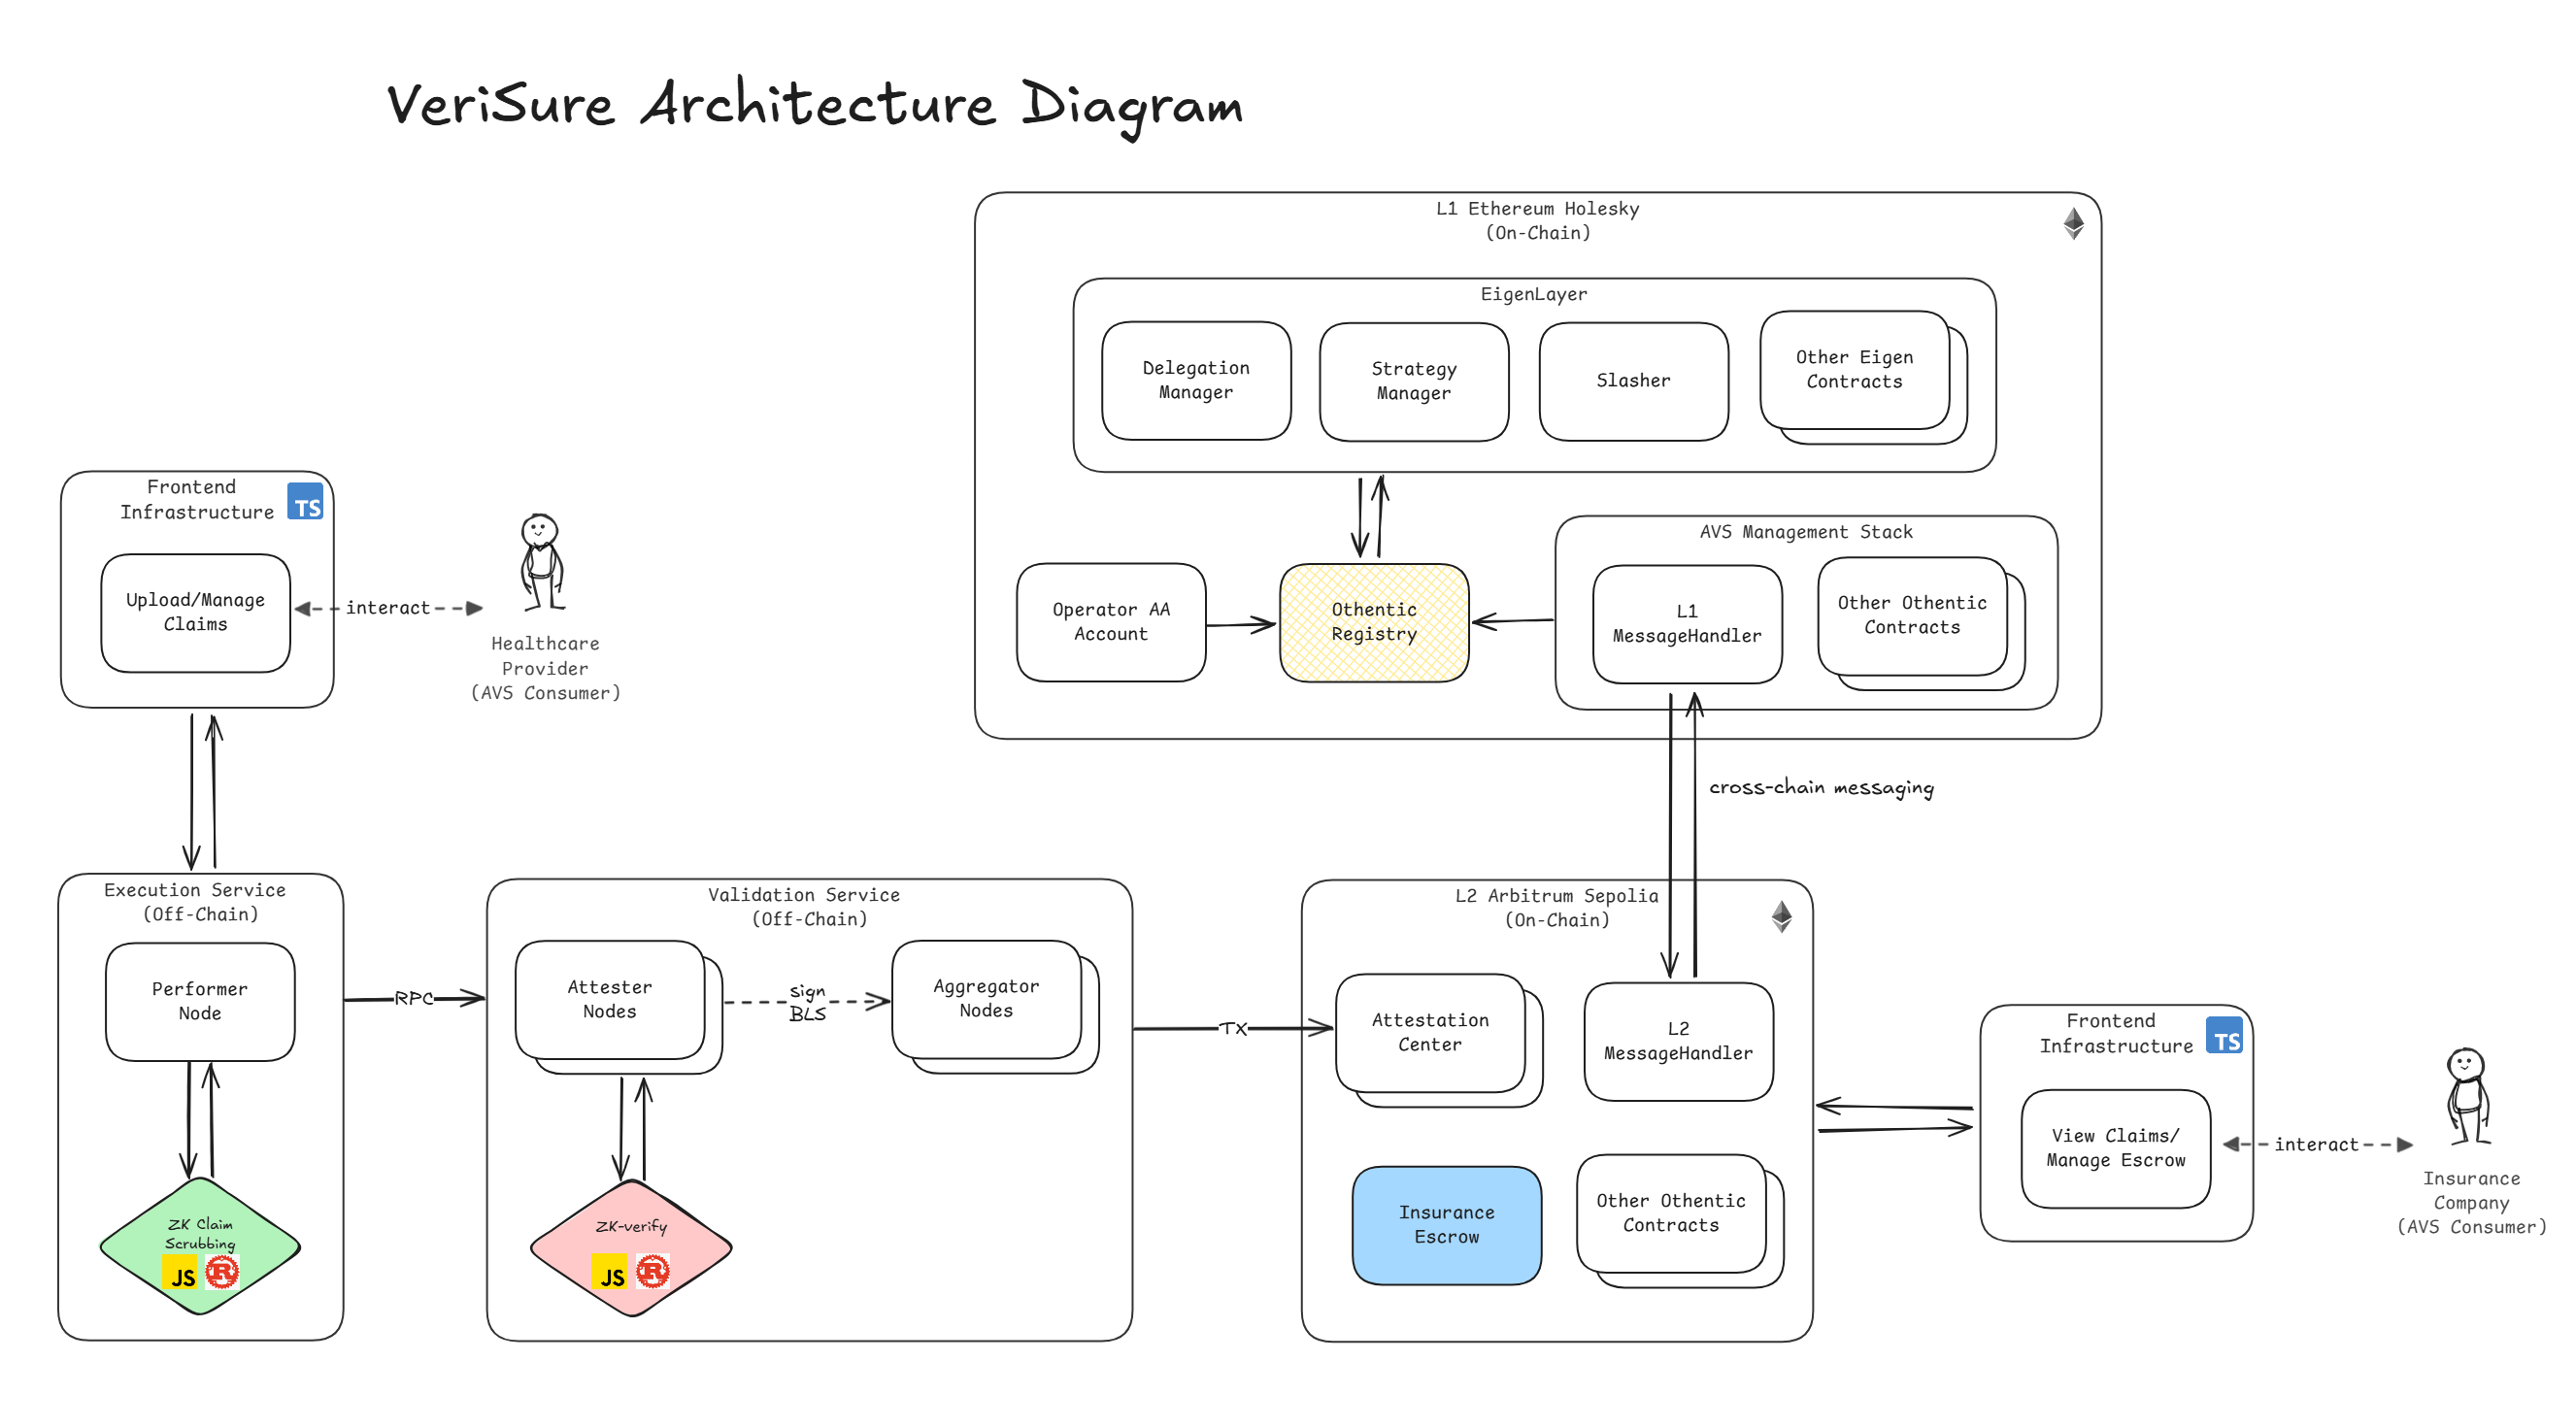 VeriSure Architecture Diagram
L1 Ethereum Holesky
(On-Chain)
EigenLayer
Delegation
Manager
Strategy
Manager
Slasher
Other Eigen
Contracts
Operator AA
Account
Othentic
Registry
AVS Management Stack
L1
MessageHandler
Other Othentic
Contracts
cross-chain messaging
Frontend
Infrastructure
TS
Upload/Manage
Claims
interact
Healthcare
Provider
(AVS Consumer)
Execution Service
(Off-Chain)
Performer
Node
ZK Claim
Scrubbing
JS
R
RPC
Validation Service
(Off-Chain)
Attester
Nodes
sign
BLS
Aggregator
Nodes
ZK-verify
JS
R
TX
L2 Arbitrum Sepolia
(On-Chain)
Attestation
Center
L2
MessageHandler
Insurance
Escrow
Other Othentic
Contracts
Frontend
Infrastructure
TS
View Claims/
Manage Escrow
interact
Insurance
Company
(AVS Consumer)